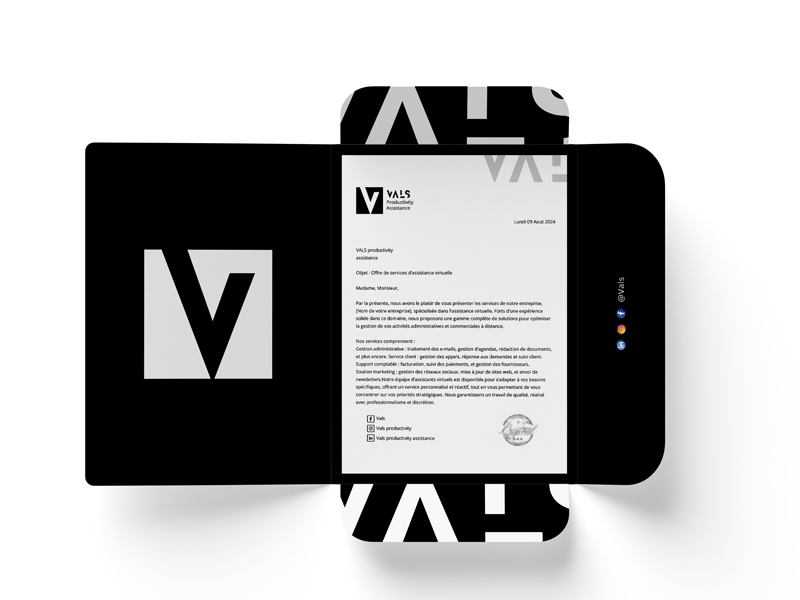 VALS
VALS
VALS
Productivity
Assistance
Lundi 09 Aout 2024
VALS productivity
assistance
Objet : Offre de services d'assistance virtuelle
Madame, Monsieur,
Par la présente, nous avons le plaisir de vous présenter les services de notre entreprise,
[Nom de votre entreprise], spécialisée dans l'assistance virtuelle. Forts d'une expérience
solide dans ce domaine, nous proposons une gamme complète de solutions pour optimiser
la gestion de vos activités administratives et commerciales à distance.
Nos services comprennent :
Gestion administrative : traitement des e-mails, gestion d'agendas, rédaction de documents,
et plus encore. Service client : gestion des appels, réponse aux demandes et suivi client.
Support comptable : facturation, suivi des paiements, et gestion des fournisseurs.
Soutien marketing : gestion des réseaux sociaux, mise à jour de sites web, et envoi de
newsletters.Notre équipe d'assistants virtuels est disponible pour s'adapter à vos besoins
spécifiques, offrant un service personnalisé et réactif, tout en vous permettant de vous
concentrer sur vos priorités stratégiques. Nous garantissons un travail de qualité, réalisé
avec professionnalisme et discrétion.
Vals
Vals productivity
Vals productivity assistance
V
@Vals
VALS